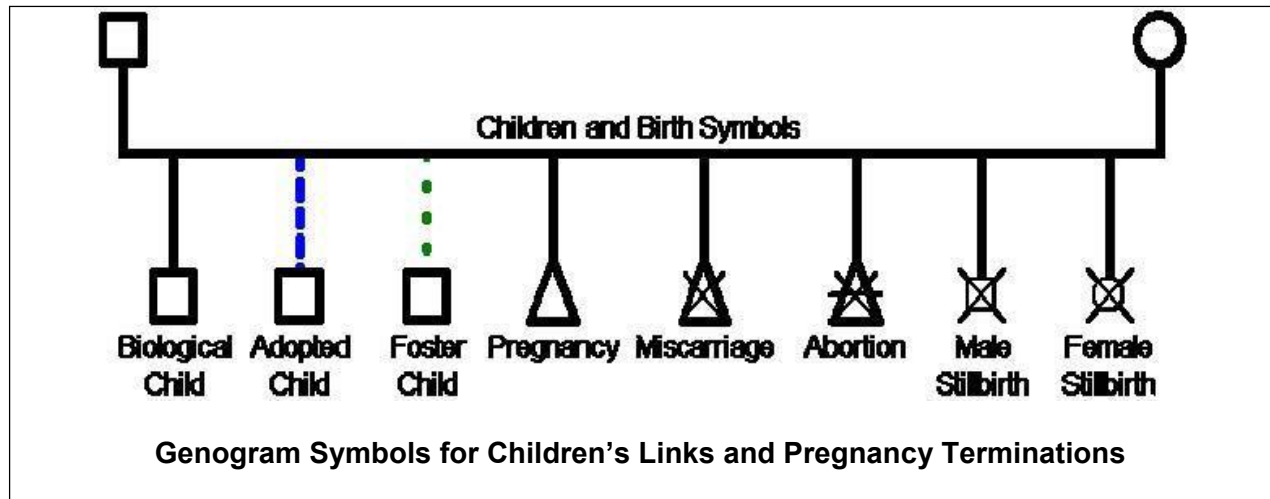 Children and Birth Symbols
Biological Child
Adopted Child
Foster Child
Pregnancy
Miscarriage
Abortion
Male Stillbirth
Female Stillbirth
Genogram Symbols for Children's Links and Pregnancy Terminations